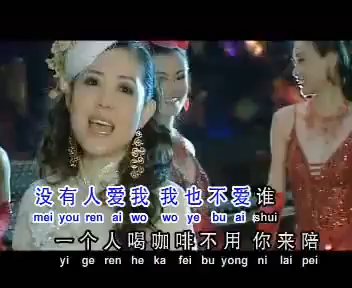 没有人爱我 我也不爱谁
mei you ren ai wo wo ye bu ai shui
一个人喝咖啡不用 你来陪
yi ge ren he ka fei bu yong ni lai pei